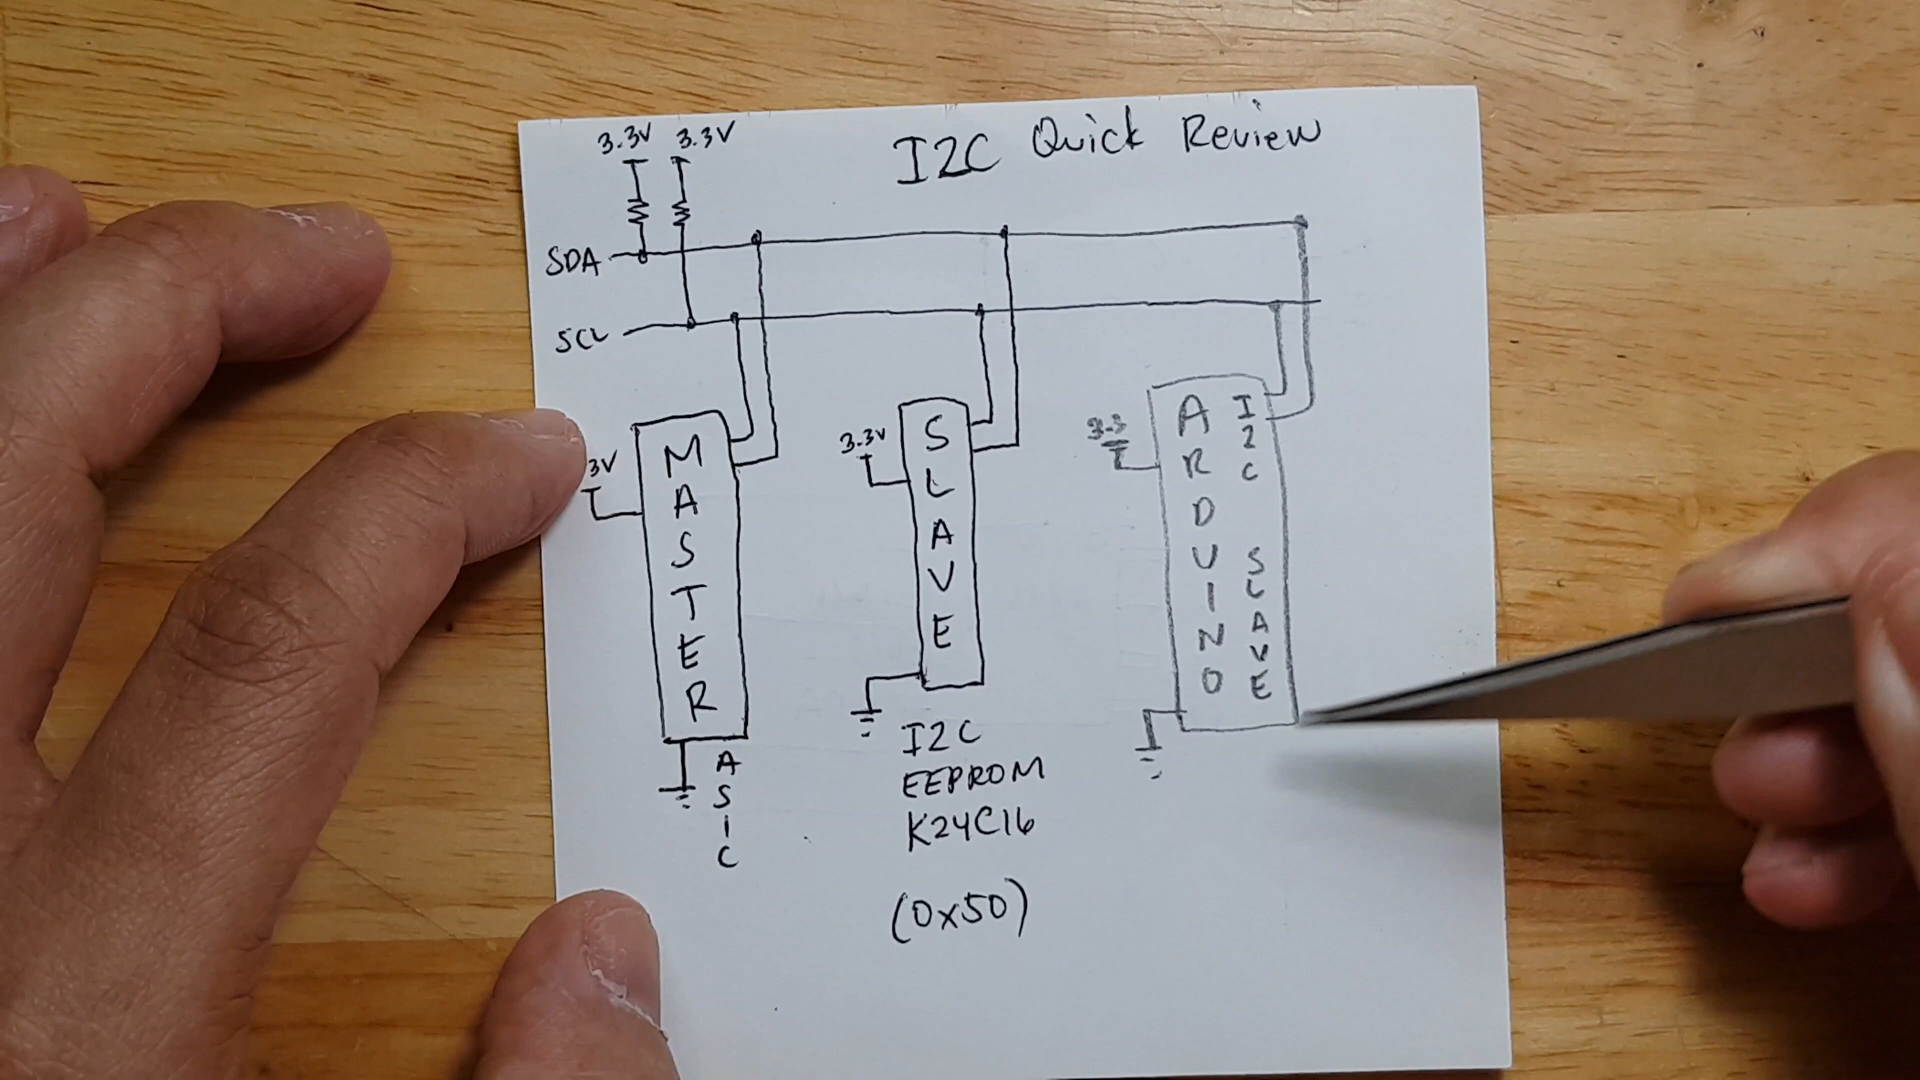 I2C Quick Review
3.3V 3.3V
SDA
SCL
3V
MASTER
ASIC
3.3V
SLAVE
I2C
EEPROM
K24C16
(0x50)
3.3
ARDUINO
I2C SLAVE